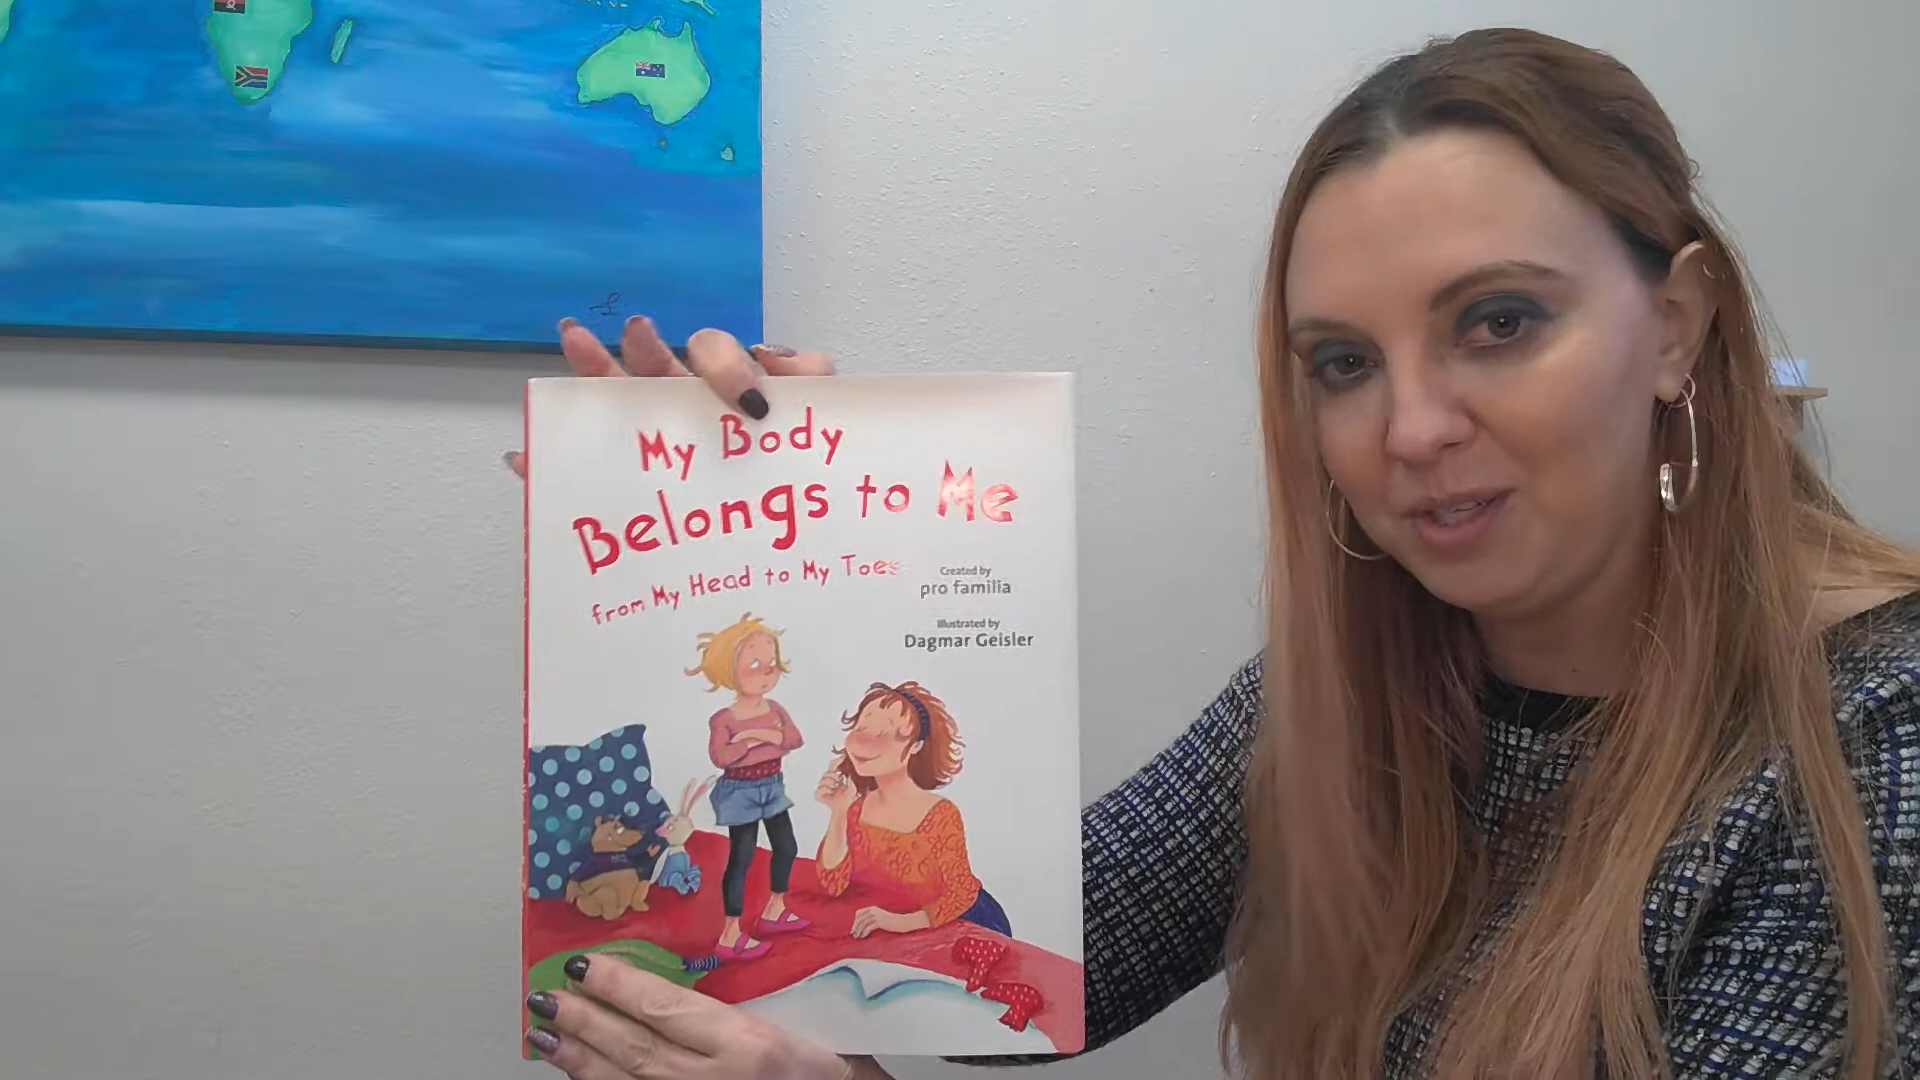 My Body
Belongs to Me
from My Head to My Toes
Created by
pro familia
Illustrated by
Dagmar Geisler